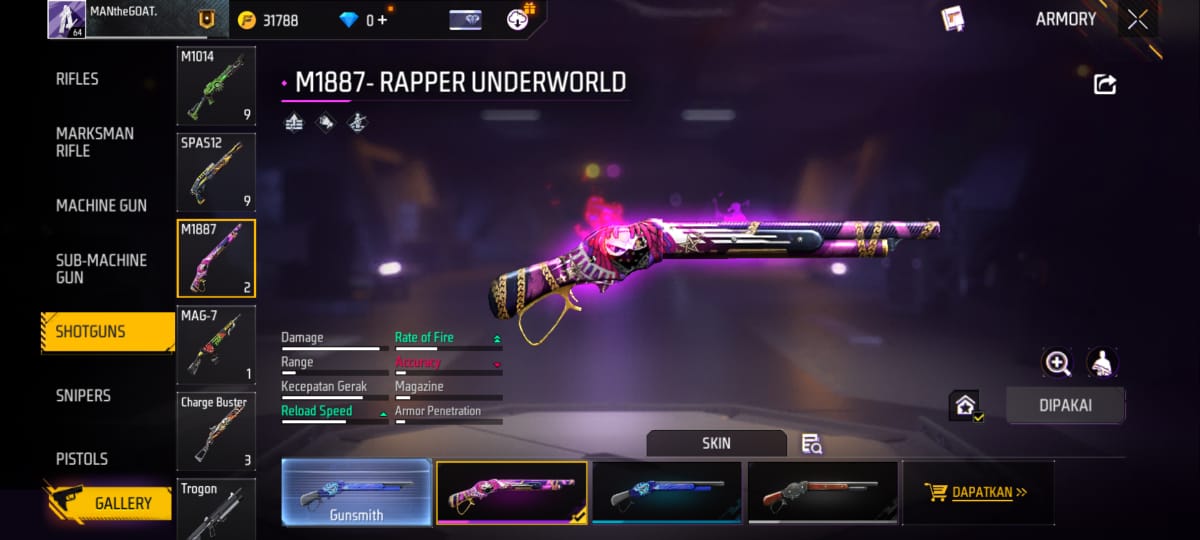 MANtheGOAT.
64
31788
0 +
ARMORY
RIFLES
MARKSMAN
RIFLE
MACHINE GUN
SUB-MACHINE
GUN
SHOTGUNS
SNIPERS
PISTOLS
GALLERY
M1014
9
SPAS12
9
M1887
2
MAG-7
1
Charge Buster
3
Trogon
M1887- RAPPER UNDERWORLD
Damage
Rate of Fire
Range
Accuracy
Kecepatan Gerak
Magazine
Reload Speed
Armor Penetration
DIPAKAI
SKIN
Gunsmith
DAPATKAN >>